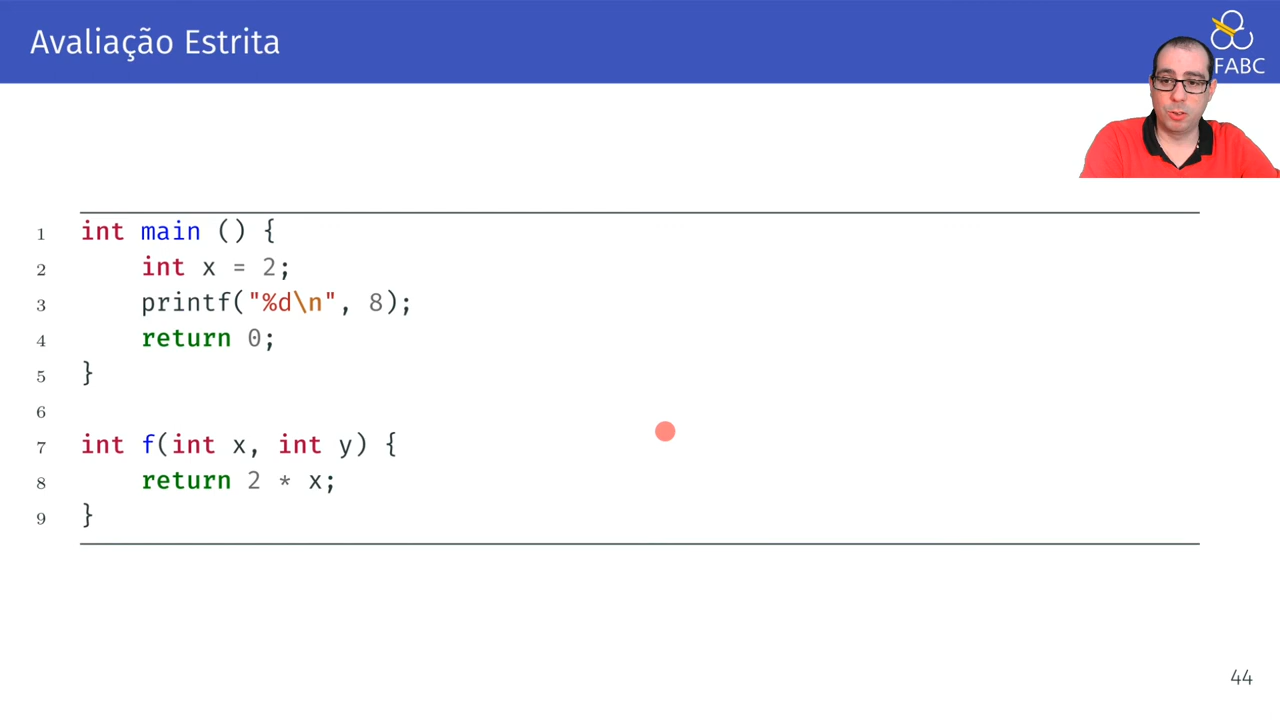 Avaliação Estrita
FABC
1 int main () {
2 int x = 2;
3 printf("%d\n", 8);
4 return 0;
5 }
6
7 int f(int x, int y) {
8 return 2 * x;
9 }
44